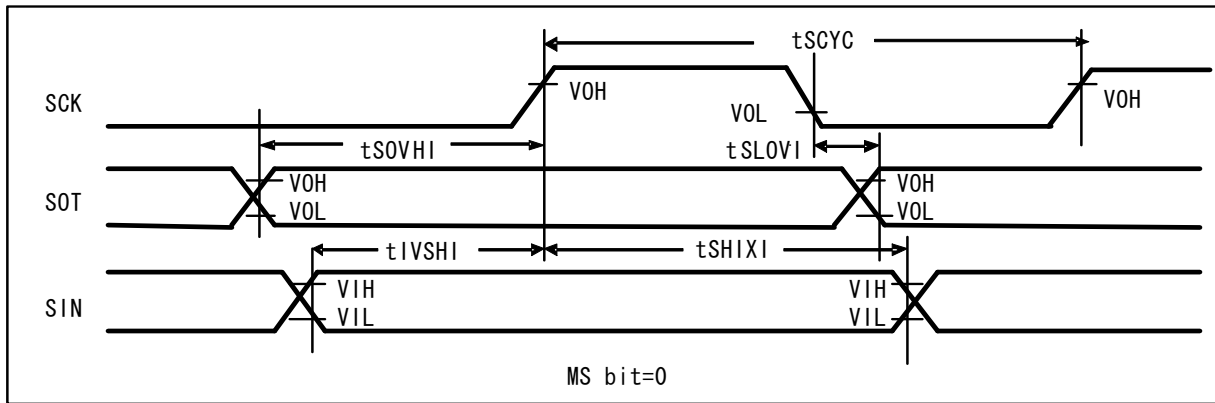 tSCYC
SCK
VOH
VOL
VOH
tSOVHI
tSLOVI
SOT
VOH
VOL
VOH
VOL
tIVSHI
tSHIXI
SIN
VIH
VIL
VIH
VIL
MS bit=0